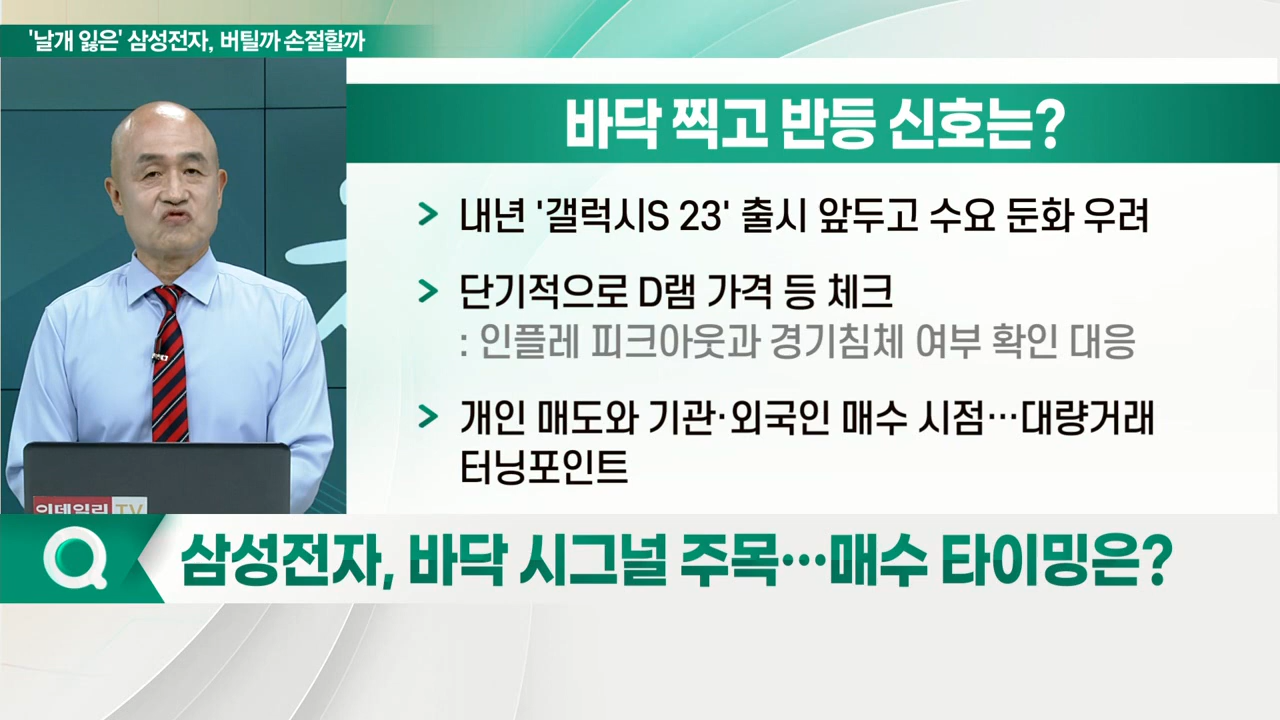 '날개 잃은' 삼성전자, 버틸까 손절할까
바닥 찍고 반등 신호는?
> 내년 '갤럭시S 23' 출시 앞두고 수요 둔화 우려
> 단기적으로 D램 가격 등 체크
: 인플레 피크아웃과 경기침체 여부 확인 대응
> 개인 매도와 기관·외국인 매수 시점…대량거래
터닝포인트
이데일리 TV
삼성전자, 바닥 시그널 주목…매수 타이밍은?